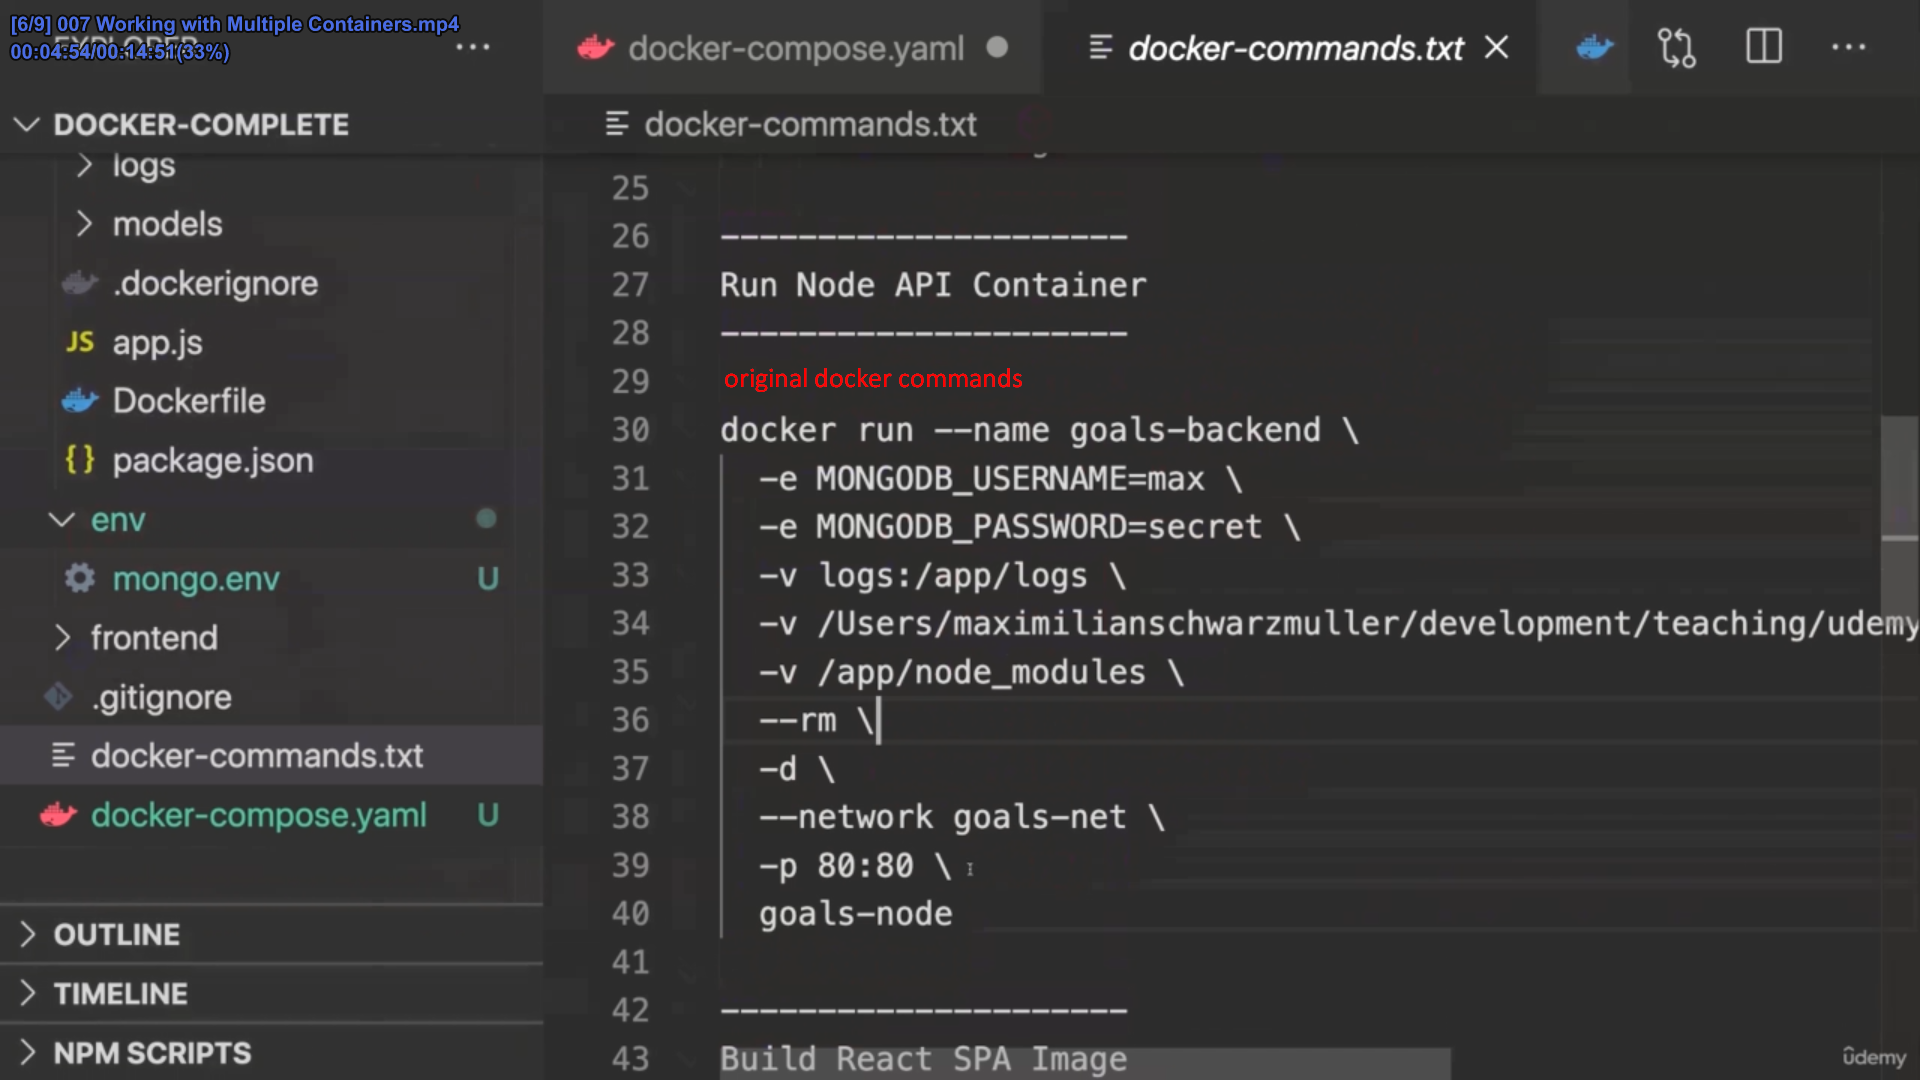 [6/9] 007 Working with Multiple Containers.mp4
00:04:54/00:14:51(33%)
EXPLORER
docker-compose.yaml
docker-commands.txt
DOCKER-COMPLETE
docker-commands.txt
logs
models
.dockerignore
JS app.js
Dockerfile
{} package.json
env
mongo.env U
frontend
.gitignore
docker-commands.txt
docker-compose.yaml U
OUTLINE
TIMELINE
NPM SCRIPTS
25
26 ---------------------
27 Run Node API Container
28 ---------------------
29 original docker commands
30 docker run --name goals-backend \
31 -e MONGODB_USERNAME=max \
32 -e MONGODB_PASSWORD=secret \
33 -v logs:/app/logs \
34 -v /Users/maximilianschwarzmuller/development/teaching/udemy
35 -v /app/node_modules \
36 --rm \
37 -d \
38 --network goals-net \
39 -p 80:80 \
40 goals-node
41
42 ---------------------
43 Build React SPA Image
ûdemy